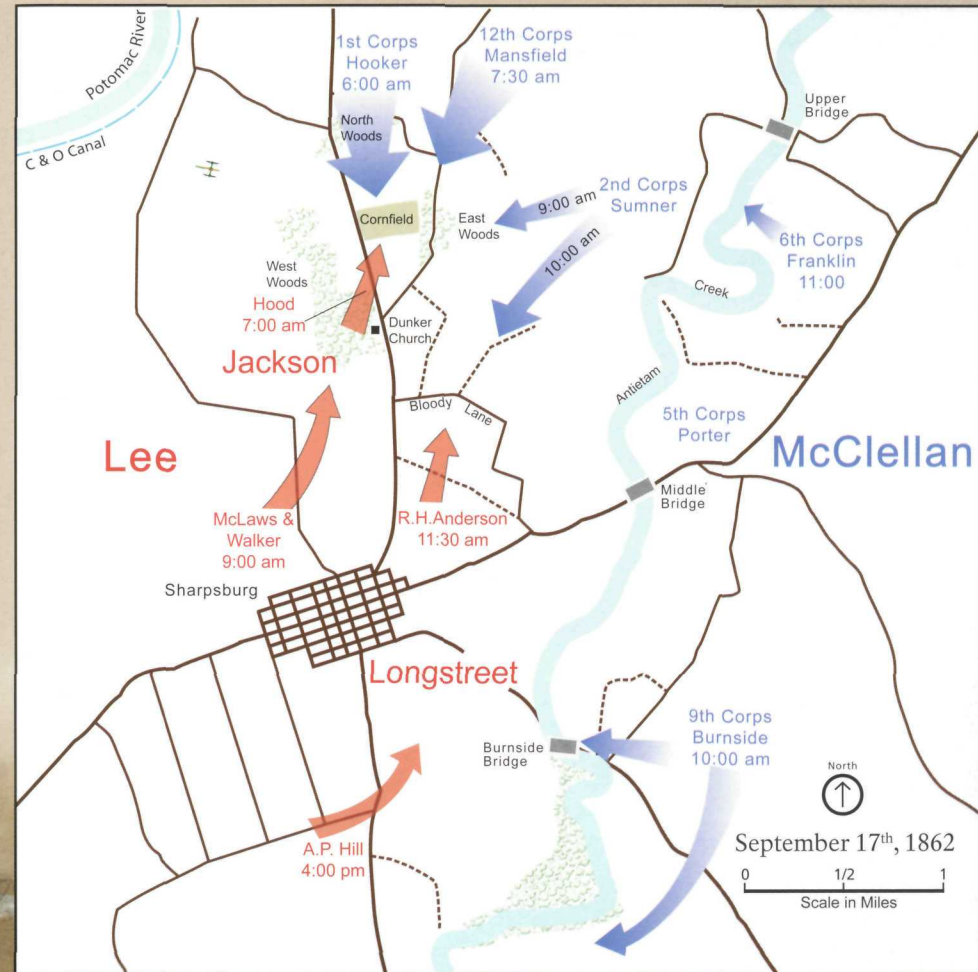 Potomac River
C & O Canal
1st Corps
Hooker
6:00 am
12th Corps
Mansfield
7:30 am
North
Woods
Upper
Bridge
Cornfield
East
Woods
9:00 am
2nd Corps
Sumner
10:00 am
6th Corps
Franklin
11:00
West
Woods
Hood
7:00 am
Dunker
Church
Creek
Jackson
Bloody Lane
Antietam
5th Corps
Porter
Lee
McClellan
Middle
Bridge
McLaws &
Walker
9:00 am
R.H.Anderson
11:30 am
Sharpsburg
Longstreet
9th Corps
Burnside
10:00 am
Burnside
Bridge
North
A.P. Hill
4:00 pm
September 17th, 1862
0 1/2 1
Scale in Miles